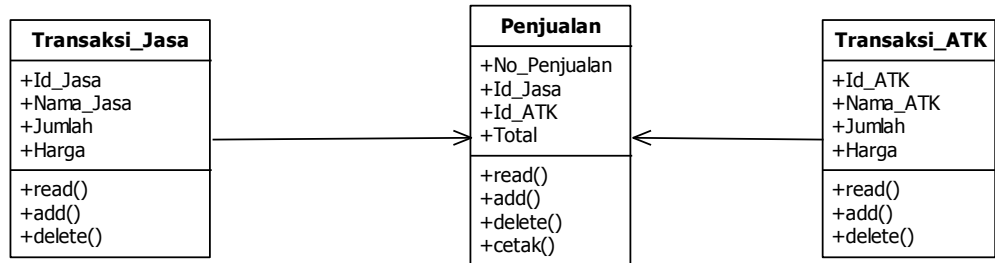 Transaksi_Jasa
+Id_Jasa
+Nama_Jasa
+Jumlah
+Harga
+read()
+add()
+delete()
Penjualan
+No_Penjualan
+Id_Jasa
+Id_ATK
+Total
+read()
+add()
+delete()
+cetak()
Transaksi_ATK
+Id_ATK
+Nama_ATK
+Jumlah
+Harga
+read()
+add()
+delete()